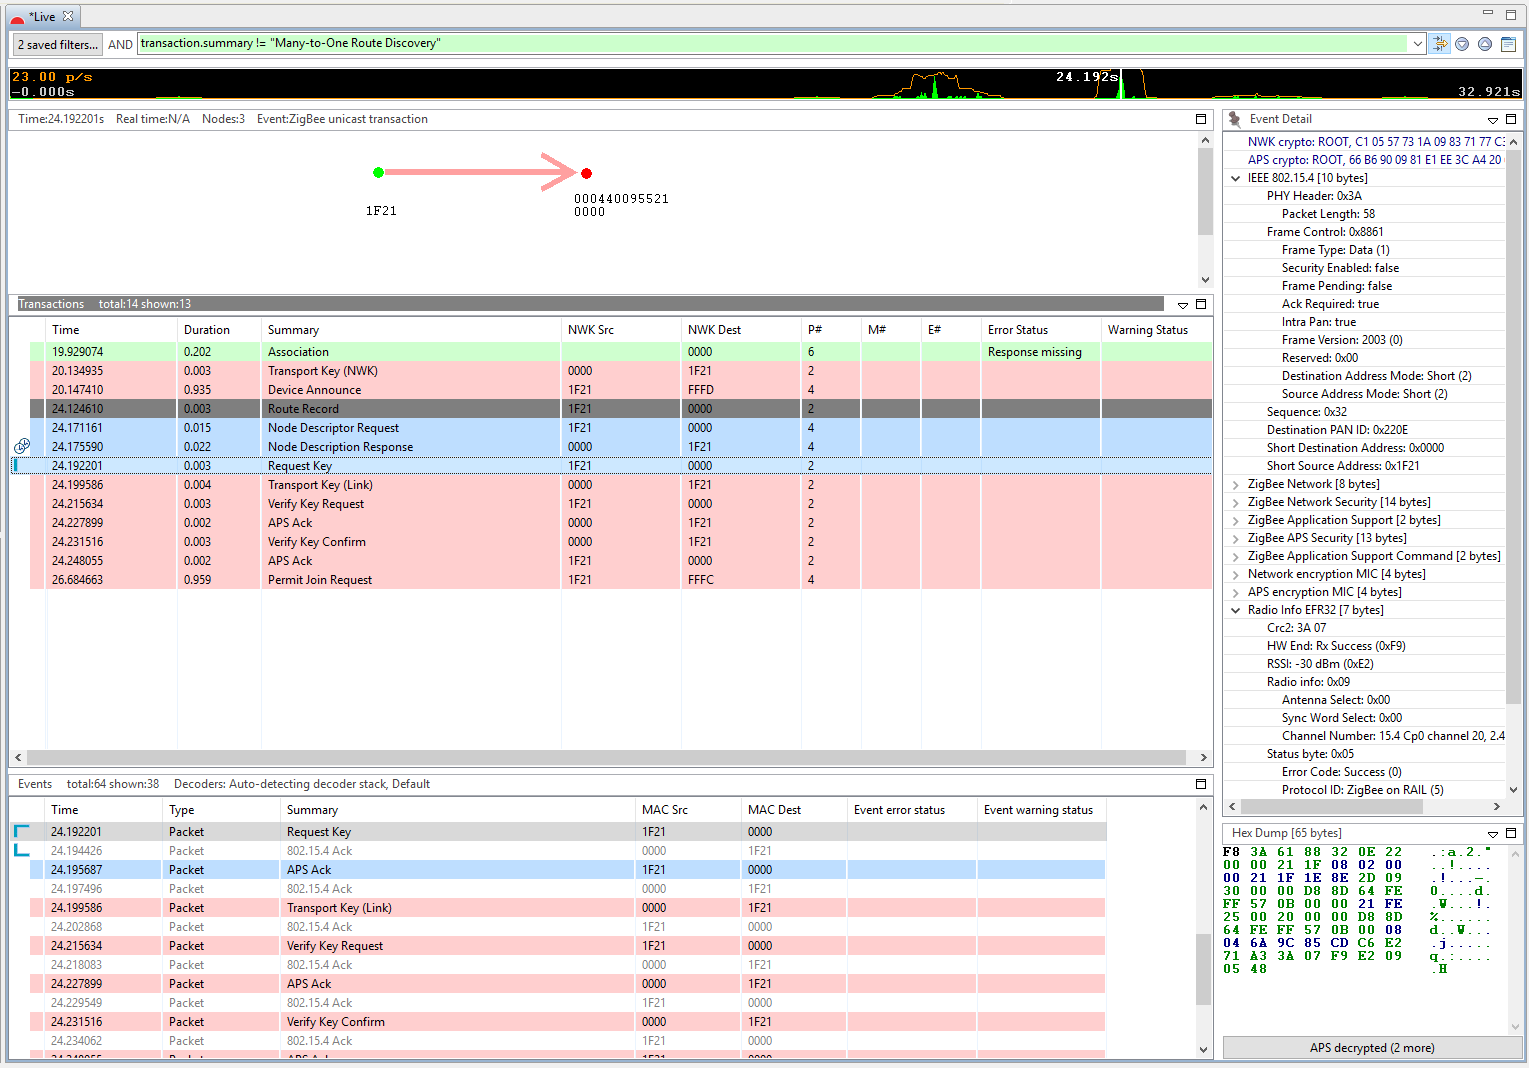 *Live
2 saved filters... AND transaction.summary != "Many-to-One Route Discovery"
23.00 p/s
-0.000s
24.192s
32.921s
Time:24.192201s Real time:N/A Nodes:3 Event:ZigBee unicast transaction
1F21
000440095521
0000
Transactions total:14 shown:13
Time Duration Summary NWK Src NWK Dest P# M# E# Error Status Warning Status
19.929074 0.202 Association 0000 6 Response missing
20.134935 0.003 Transport Key (NWK) 0000 1F21 2
20.147410 0.935 Device Announce 1F21 FFFD 4
24.124610 0.003 Route Record 1F21 0000 2
24.171161 0.015 Node Descriptor Request 1F21 0000 4
24.175590 0.022 Node Description Response 0000 1F21 4
24.192201 0.003 Request Key 1F21 0000 2
24.199586 0.004 Transport Key (Link) 0000 1F21 2
24.215634 0.003 Verify Key Request 1F21 0000 2
24.227899 0.002 APS Ack 0000 1F21 2
24.231516 0.003 Verify Key Confirm 0000 1F21 2
24.248055 0.002 APS Ack 1F21 0000 2
26.684663 0.959 Permit Join Request 1F21 FFFC 4
Events total:64 shown:38 Decoders: Auto-detecting decoder stack, Default
Time Type Summary MAC Src MAC Dest Event error status Event warning status
24.192201 Packet Request Key 1F21 0000
24.194426 Packet 802.15.4 Ack 0000 1F21
24.195687 Packet APS Ack 1F21 0000
24.197496 Packet 802.15.4 Ack 0000 1F21
24.199586 Packet Transport Key (Link) 0000 1F21
24.202868 Packet 802.15.4 Ack 1F21 0000
24.215634 Packet Verify Key Request 1F21 0000
24.218083 Packet 802.15.4 Ack 0000 1F21
24.227899 Packet APS Ack 0000 1F21
24.229549 Packet 802.15.4 Ack 1F21 0000
24.231516 Packet Verify Key Confirm 0000 1F21
24.234062 Packet 802.15.4 Ack 1F21 0000
Event Detail
NWK crypto: ROOT, C1 05 57 73 1A 09 83 71 77 C3
APS crypto: ROOT, 66 B6 90 09 81 E1 EE 3C A4 20
IEEE 802.15.4 [10 bytes]
PHY Header: 0x3A
Packet Length: 58
Frame Control: 0x8861
Frame Type: Data (1)
Security Enabled: false
Frame Pending: false
Ack Required: true
Intra Pan: true
Frame Version: 2003 (0)
Reserved: 0x00
Destination Address Mode: Short (2)
Source Address Mode: Short (2)
Sequence: 0x32
Destination PAN ID: 0x220E
Short Destination Address: 0x0000
Short Source Address: 0x1F21
ZigBee Network [8 bytes]
ZigBee Network Security [14 bytes]
ZigBee Application Support [2 bytes]
ZigBee APS Security [13 bytes]
ZigBee Application Support Command [2 bytes]
Network encryption MIC [4 bytes]
APS encryption MIC [4 bytes]
Radio Info EFR32 [7 bytes]
Crc2: 3A 07
HW End: Rx Success (0xF9)
RSSI: -30 dBm (0xE2)
Radio info: 0x09
Antenna Select: 0x00
Sync Word Select: 0x00
Channel Number: 15.4 Cp0 channel 20, 2.4
Status byte: 0x05
Error Code: Success (0)
Protocol ID: ZigBee on RAIL (5)
Hex Dump [65 bytes]
F8 3A 61 88 32 0E 22 .:a.2."
00 00 21 1F 08 02 00 ..!....
00 21 1F 1E 8E 2D 09 .!...-.
30 00 00 D8 8D 64 FE 0....d.
FF 57 0B 00 00 21 FE .W...!.
25 00 20 00 00 D8 8D %......
64 FE FF 57 0B 00 08 d..W...
04 6A 9C 85 CD C6 E2 .j.....
71 A3 3A 07 F9 E2 09 q.:....
05 48 .H
APS decrypted (2 more)